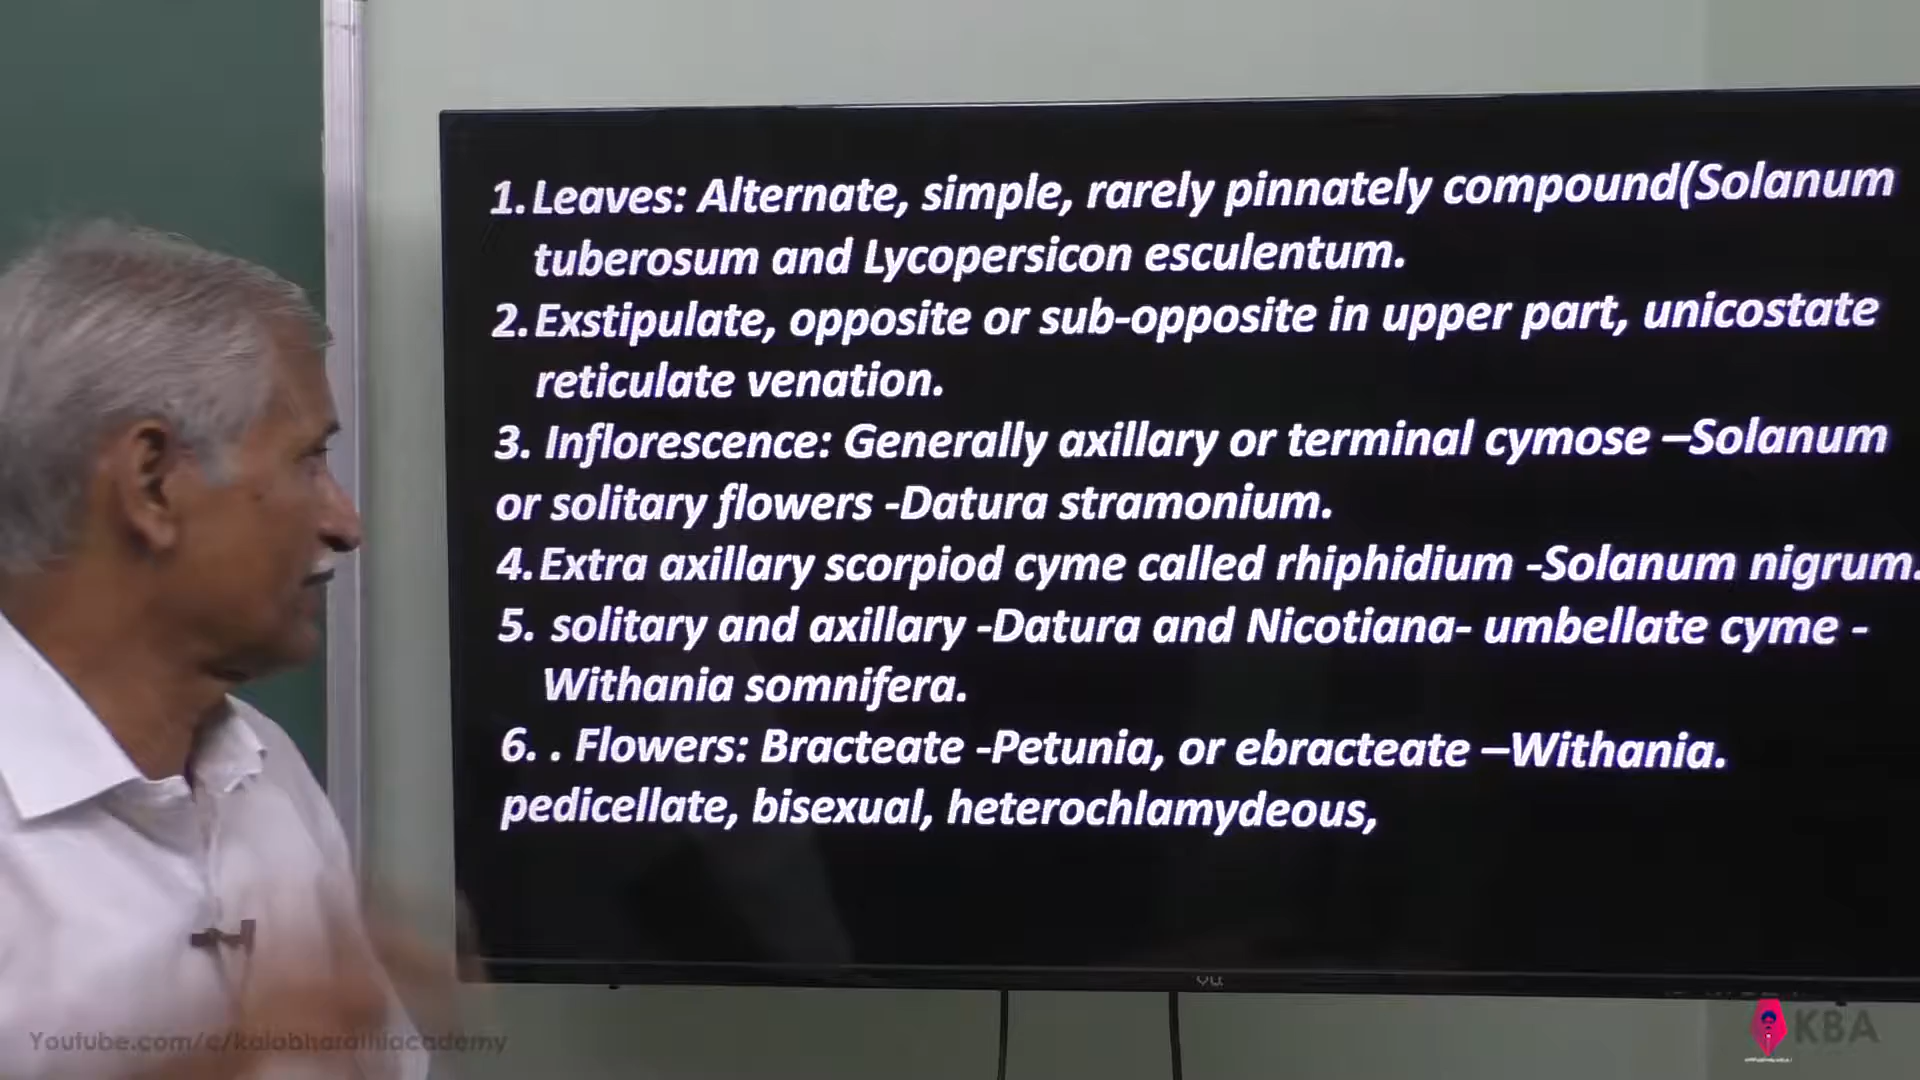 1. Leaves: Alternate, simple, rarely pinnately compound(Solanum
tuberosum and Lycopersicon esculentum.
2. Exstipulate, opposite or sub-opposite in upper part, unicostate
reticulate venation.
3. Inflorescence: Generally axillary or terminal cymose –Solanum
or solitary flowers -Datura stramonium.
4. Extra axillary scorpiod cyme called rhiphidium -Solanum nigrum.
5. solitary and axillary -Datura and Nicotiana- umbellate cyme -
Withania somnifera.
6. . Flowers: Bracteate -Petunia, or ebracteate –Withania.
pedicellate, bisexual, heterochlamydeous,
Youtube.com/c/kalabharathiacademy
KBA